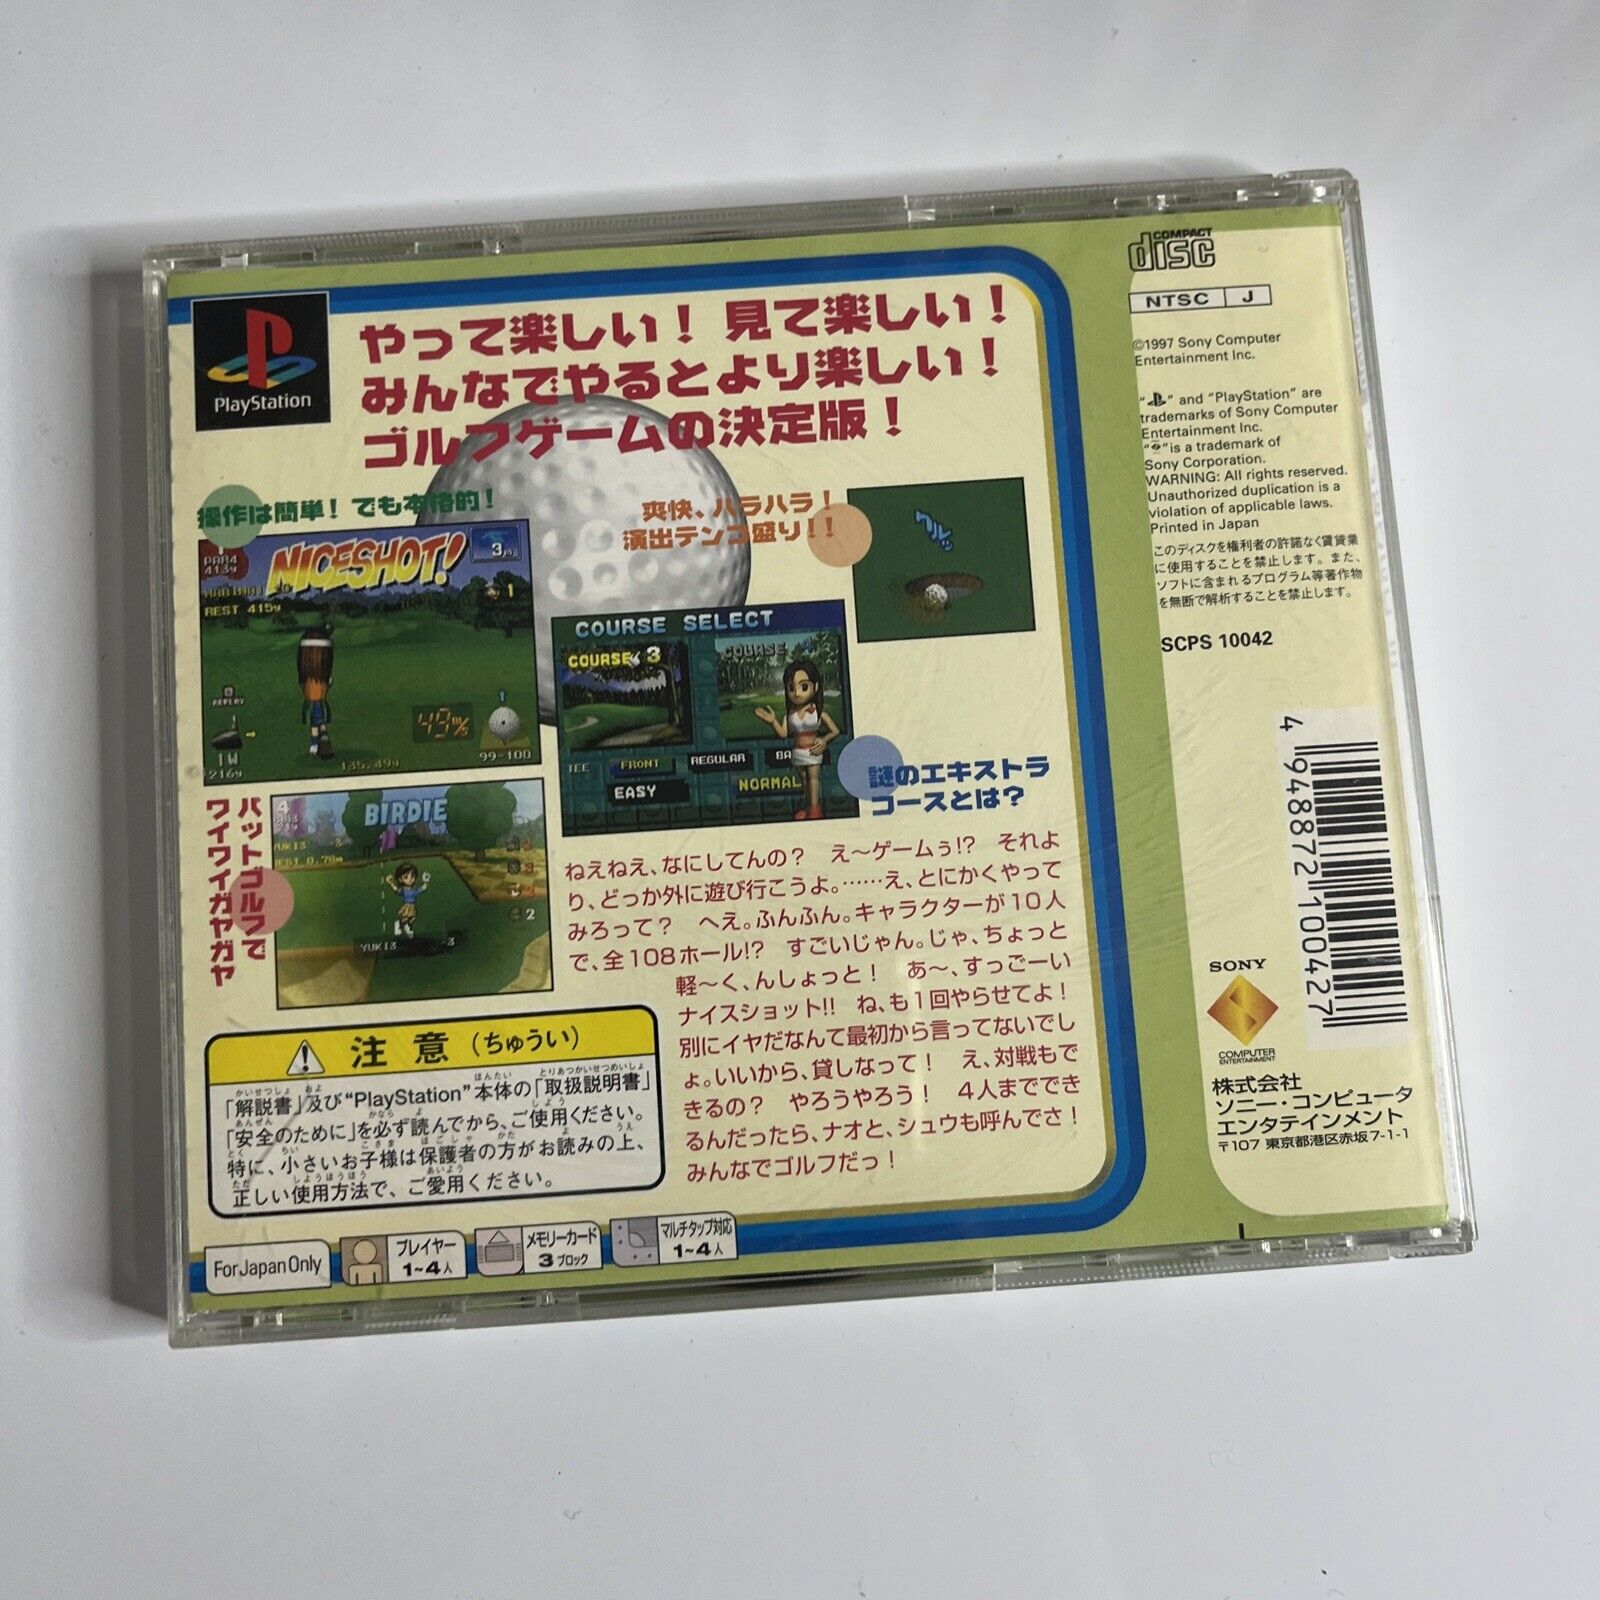 PlayStation
やって楽しい！ 見て楽しい！
みんなでやるとより楽しい！
ゴルフゲームの決定版！
操作は簡単！でも本格的！
PAR4
413y
REST 415y
NICESHOT!
3m
1
REPLAY
1W
216y
135.49y
49%
99-100
爽快、ハラハラ！
演出テンコ盛り！！
COURSE SELECT
COURSE 3
COURSE 4
TEE
FRONT
REGULAR
BA
EASY
NORMAL
謎のエキストラ
コースとは？
パットゴルフで
ワイワイガヤガヤ
BIRDIE
YUKI3 -3
ねえねえ、なにしてんの？ え～ゲームぅ!? それよ
り、どっか外に遊び行こうよ。……え、とにかくやって
みろって？ へえ。ふんふん。キャラクターが10人
で、全108ホール!? すごいじゃん。じゃ、ちょっと
軽～く、んしょっと！ あ～、すっごーい
ナイスショット!! ね、も1回やらせてよ！
別にイヤだなんて最初から言ってないでし
ょ。いいから、貸しなって！ え、対戦もで
きるの？ やろうやろう！ 4人までできる
るんだったら、ナオと、シュウも呼んでさ！
みんなでゴルフだっ！
注意（ちゅうい）
「解説書」及び“PlayStation”本体の「取扱説明書」
「安全のために」を必ず読んでから、ご使用ください。
特に、小さいお子様は保護者の方がお読みの上、
正しい使用方法で、ご愛用ください。
For Japan Only
プレイヤー
1~4人
メモリーカード
3ブロック
マルチタップ対応
1~4人
COMPACT
disc
NTSC J
©1997 Sony Computer
Entertainment Inc.
" " and "PlayStation" are
trademarks of Sony Computer
Entertainment Inc.
" " is a trademark of
Sony Corporation.
WARNING: All rights reserved.
Unauthorized duplication is a
violation of applicable laws.
Printed in Japan
このディスクを権利者の許諾なく賃貸業
に使用することを禁止します。また、
ソフトに含まれるプログラム等著作物
を無断で解析することを禁止します。
SCPS 10042
4 948872 100427
SONY
COMPUTER
ENTERTAINMENT
株式会社
ソニー・コンピュータ
エンタテインメント
〒107 東京都港区赤坂7-1-1